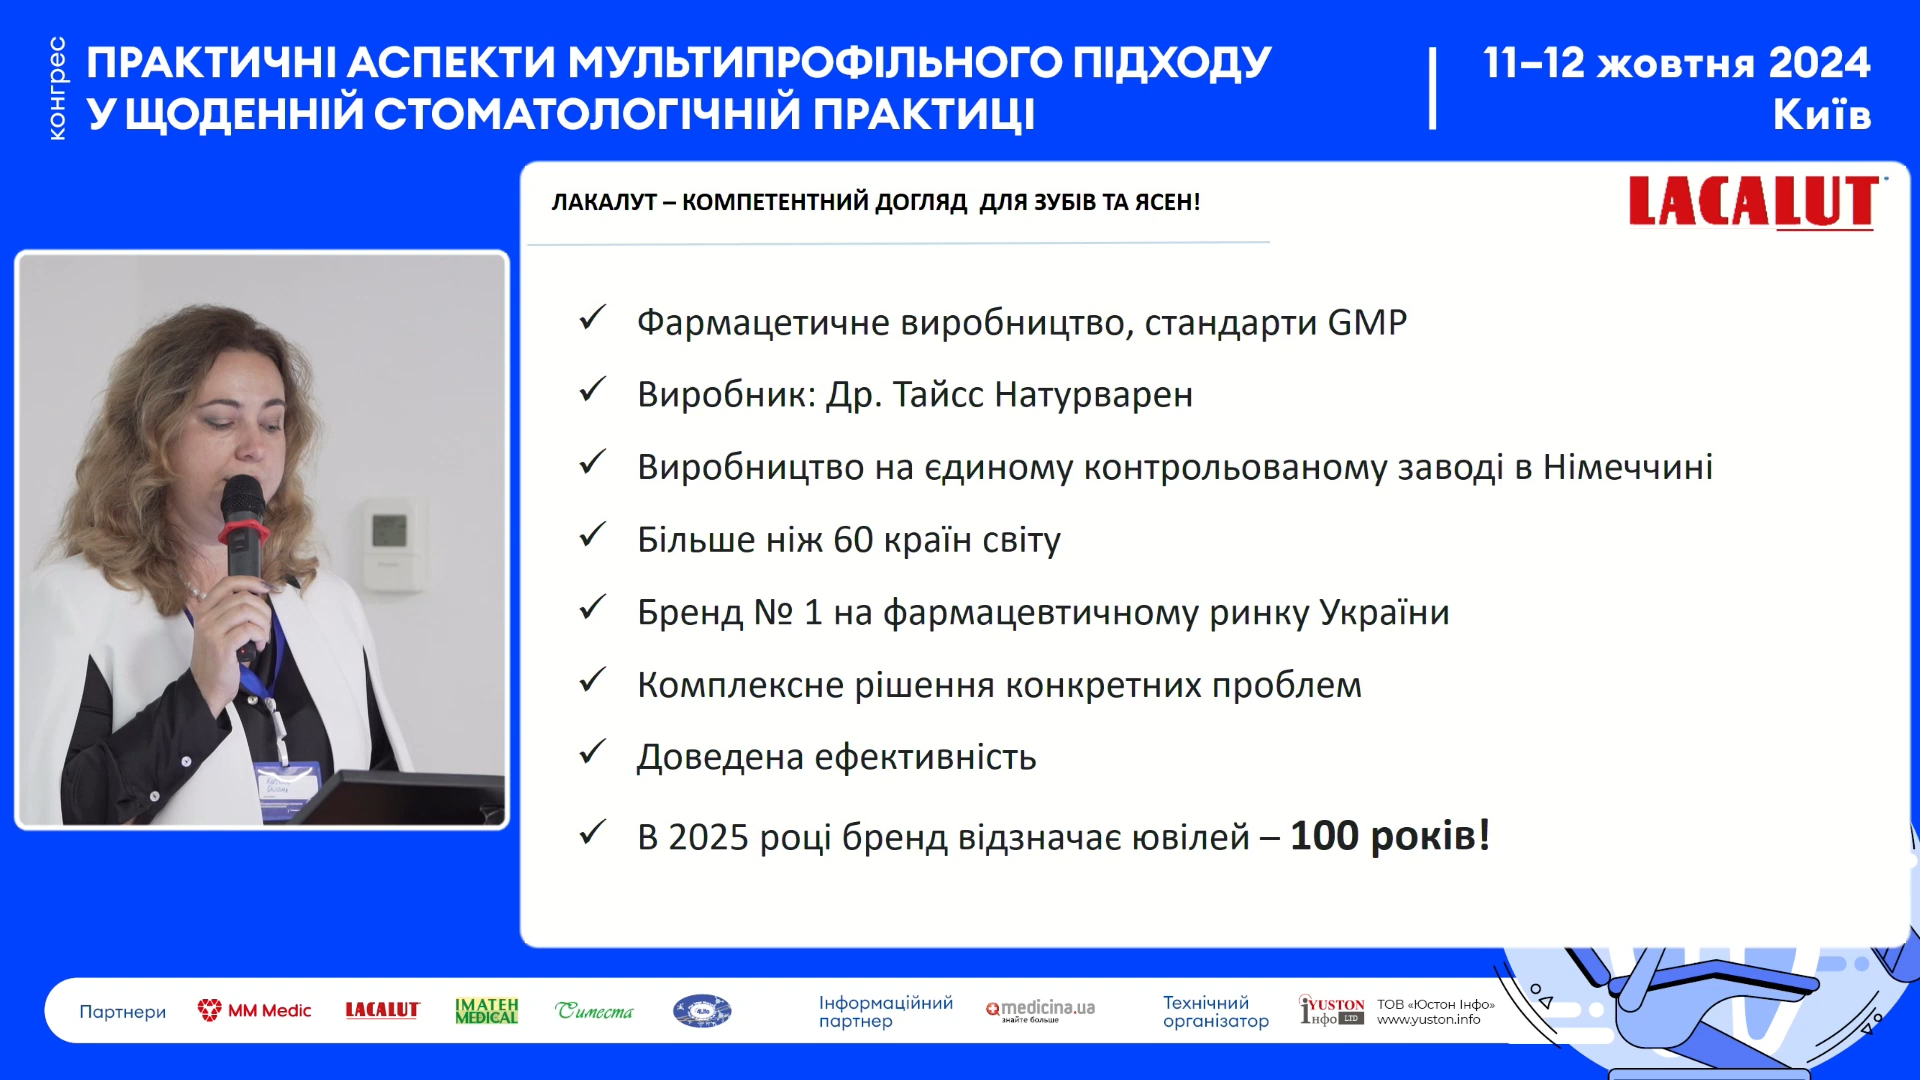 конгрес
ПРАКТИЧНІ АСПЕКТИ МУЛЬТИПРОФІЛЬНОГО ПІДХОДУ
У ЩОДЕННІЙ СТОМАТОЛОГІЧНІЙ ПРАКТИЦІ
11–12 жовтня 2024
Київ
ЛАКАЛУТ – КОМПЕТЕНТНИЙ ДОГЛЯД ДЛЯ ЗУБІВ ТА ЯСЕН!
LACALUT
✓ Фармацетичне виробництво, стандарти GMP
✓ Виробник: Др. Тайсс Натурварен
✓ Виробництво на єдиному контрольованому заводі в Німеччині
✓ Більше ніж 60 країн світу
✓ Бренд № 1 на фармацевтичному ринку України
✓ Комплексне рішення конкретних проблем
✓ Доведена ефективність
✓ В 2025 році бренд відзначає ювілей – 100 років!
Партнери
MM Medic
LACALUT
IMATEH
MEDICAL
Симеста
Інформаційний
партнер
medicina.ua
знайте більше
Технічний
організатор
YUSTON
Інфо LTD
ТОВ «Юстон Інфо»
www.yuston.info